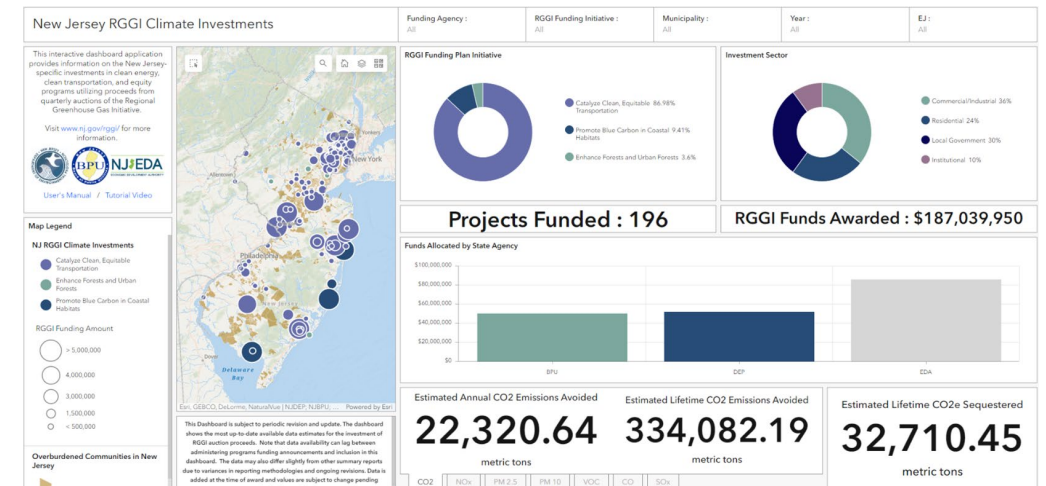 New Jersey RGGI Climate Investments
Funding Agency :
All
RGGI Funding Initiative :
All
Municipality :
All
Year :
All
EJ :
All
This interactive dashboard application
provides information on the New Jersey-
specific investments in clean energy,
clean transportation, and equity
programs utilizing proceeds from
quarterly auctions of the Regional
Greenhouse Gas Initiative.
Visit www.nj.gov/rggi/ for more
information.
BPU
NJEDA
User's Manual / Tutorial Video
Map Legend
NJ RGGI Climate Investments
Catalyze Clean, Equitable
Transportation
Enhance Forests and Urban
Forests
Promote Blue Carbon in Coastal
Habitats
RGGI Funding Amount
> 5,000,000
4,000,000
3,000,000
1,500,000
< 500,000
Overburdened Communities in New
Jersey
Yonkers
New York
Allentown
Philadelphia
NEW JERSEY
Dover
Delaware
Bay
Esri, GEBCO, DeLorme, NaturalVue | NJDEP; NJBPU, ... Powered by Esri
This Dashboard is subject to periodic revision and update. The dashboard
shows the most up-to-date available data estimates for the investment of
RGGI auction proceeds. Note that data availability can lag between
administering programs funding announcements and inclusion in this
dashboard. The data may also differ slightly from other summary reports
due to variances in reporting methodologies and ongoing revisions. Data is
added at the time of award and values are subject to change pending
RGGI Funding Plan Initiative
Catalyze Clean, Equitable 86.98%
Transportation
Promote Blue Carbon in Coastal 9.41%
Habitats
Enhance Forests and Urban Forests 3.6%
Investment Sector
Commercial/Industrial 36%
Residential 24%
Local Government 30%
Institutional 10%
Projects Funded : 196
RGGI Funds Awarded : $187,039,950
Funds Allocated by State Agency
$100,000,000
$80,000,000
$60,000,000
$40,000,000
$20,000,000
$0
BPU
DEP
EDA
Estimated Annual CO2 Emissions Avoided
22,320.64
metric tons
Estimated Lifetime CO2 Emissions Avoided
334,082.19
metric tons
Estimated Lifetime CO2e Sequestered
32,710.45
metric tons
CO2
NOx
PM 2.5
PM 10
VOC
CO
SOx